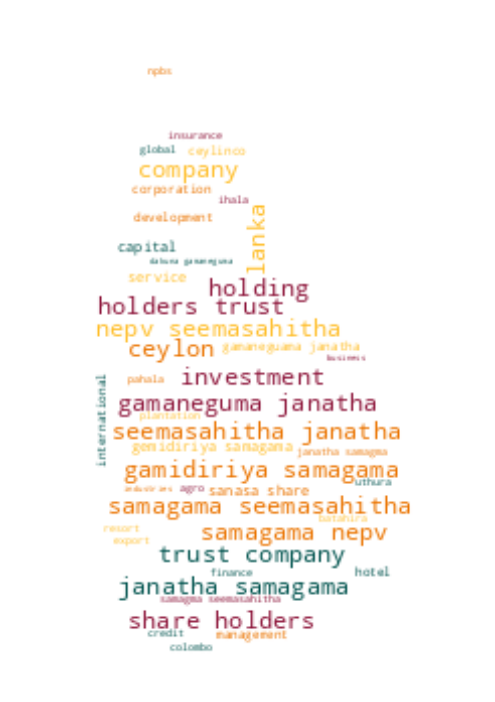 npbs
insurance
global ceylinco
company
corporation
ihala
development
lanka
capital
dakuna gamaneguma
service
holding
holders trust
nepv seemasahitha
ceylon gamaneguama janatha
business
pahala investment
international
gamaneguma janatha
plantation
seemasahitha janatha
gemidiriya samagama
janatha samagma
gamidiriya samagama
uthura
industries agro sanasa share
samagama seemasahitha
batahira
resort
samagama nepv
export
trust company
finance hotel
janatha samagama
samagma seemasahitha
share holders
credit management
colombo